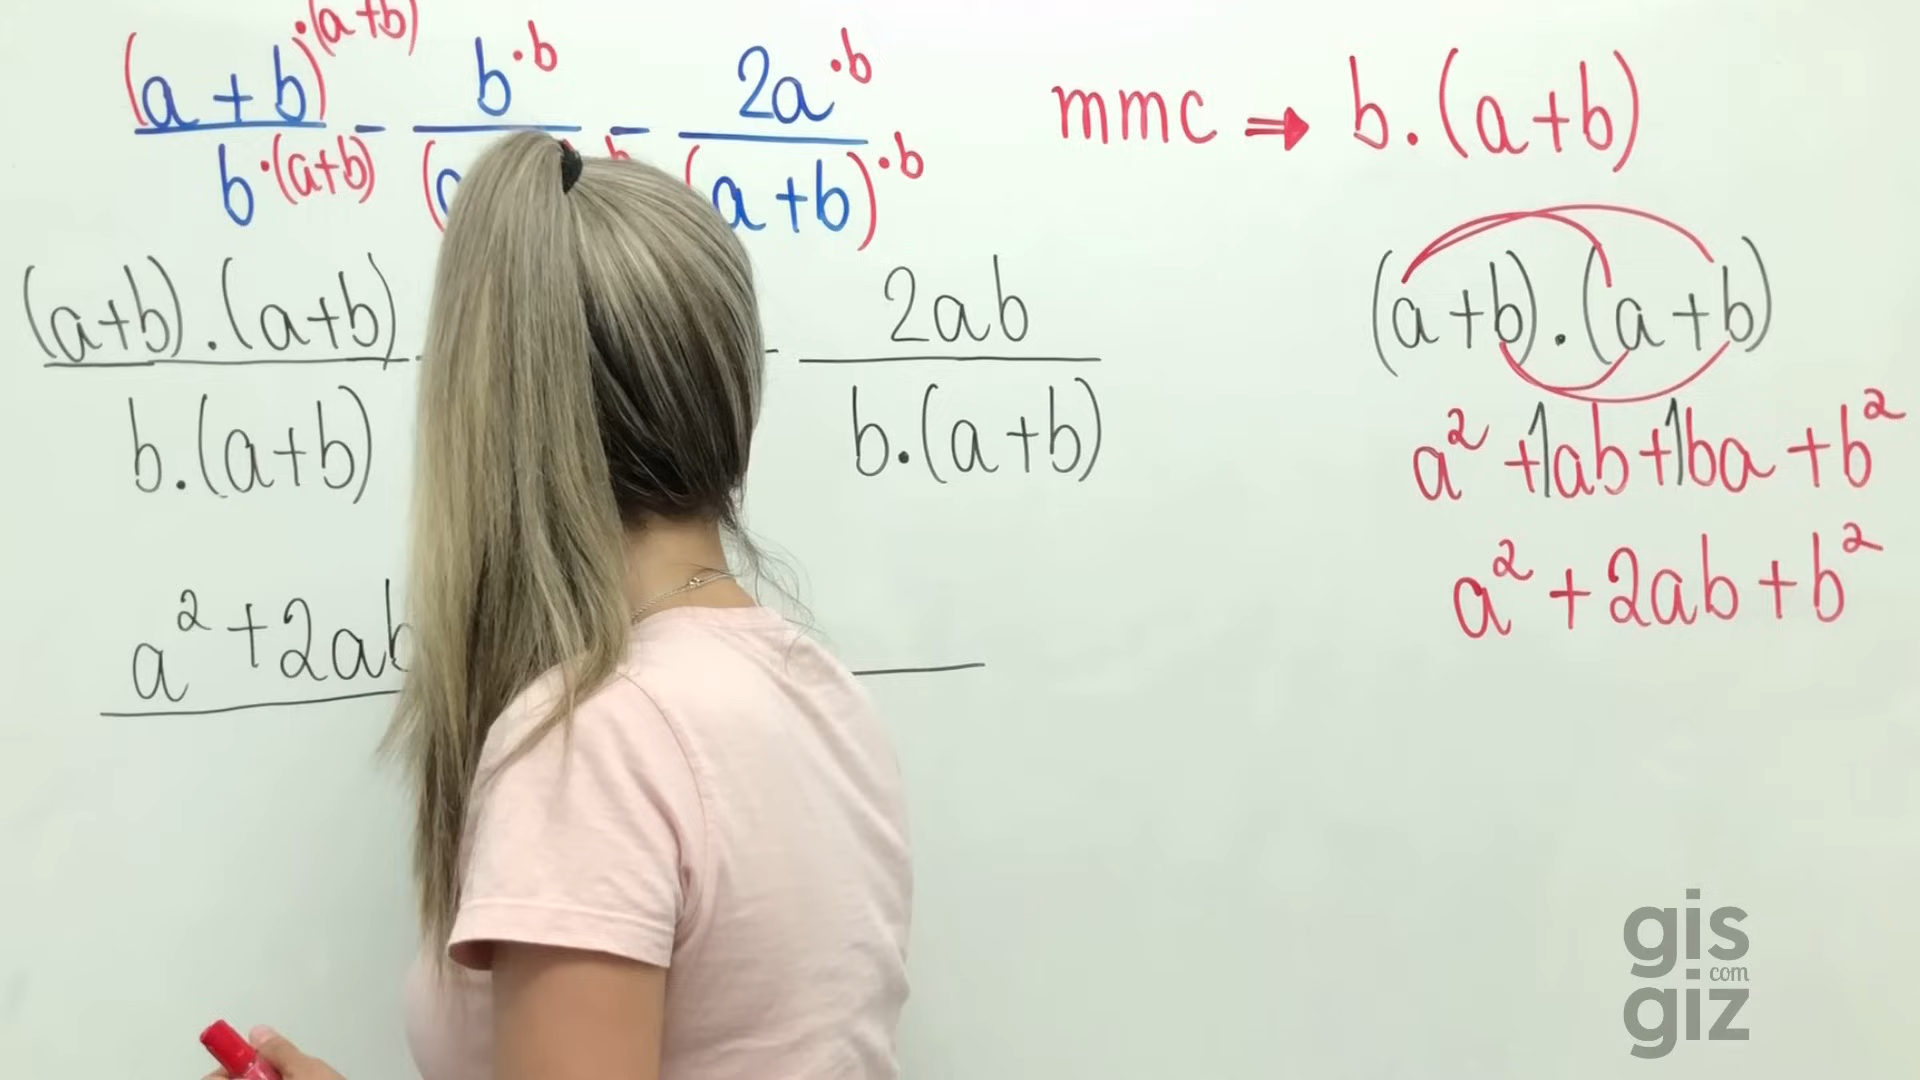 (a + b) ·(a+b) / b ·(a+b) - b ·b / (a b - 2a ·b / (a+b) ·b
mmc ⇒ b.(a+b)
(a+b).(a+b) / b.(a+b) - 2ab / b.(a+b)
(a+b).(a+b)
a² +1ab+1ba +b²
a² +2ab +b²
a² +2ab
gis
com
giz